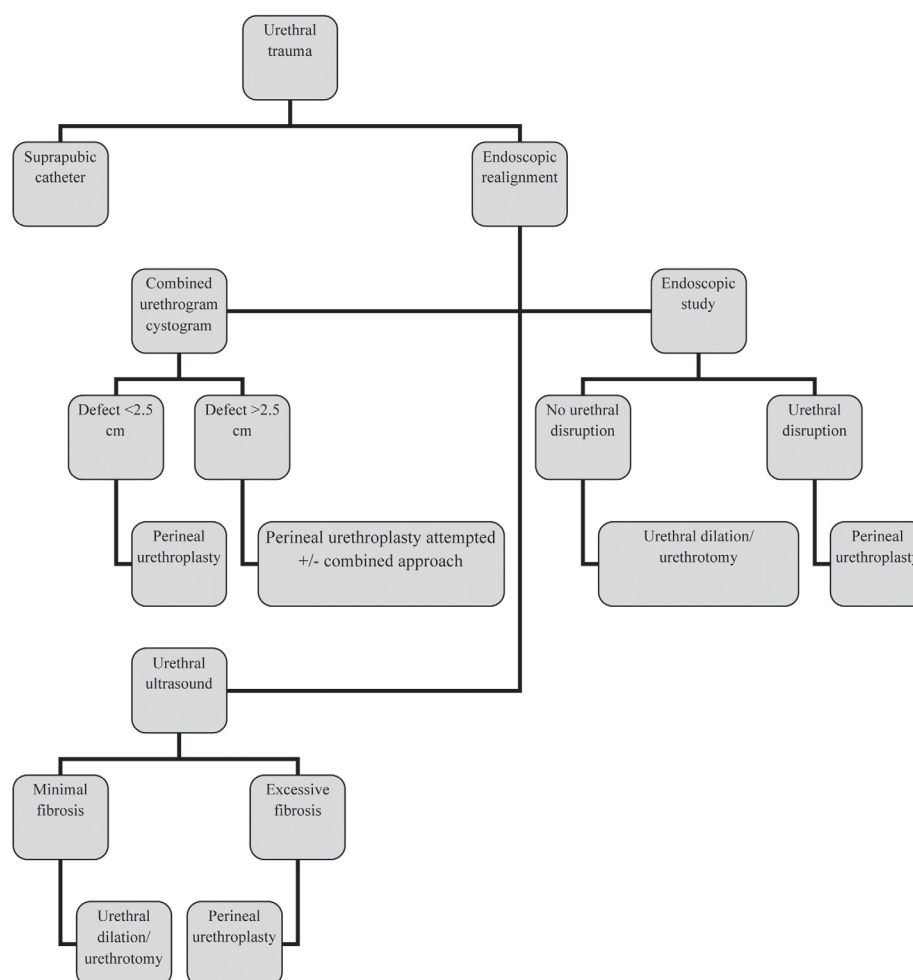 Urethral
trauma
Suprapubic
catheter
Endoscopic
realignment
Combined
urethrogram
cystogram
Endoscopic
study
Defect <2.5
cm
Defect >2.5
cm
No urethral
disruption
Urethral
disruption
Perineal
urethroplasty
Perineal urethroplasty attempted
+/- combined approach
Urethral dilation/
urethrotomy
Perineal
urethroplasty
Urethral
ultrasound
Minimal
fibrosis
Excessive
fibrosis
Urethral
dilation/
urethrotomy
Perineal
urethroplasty